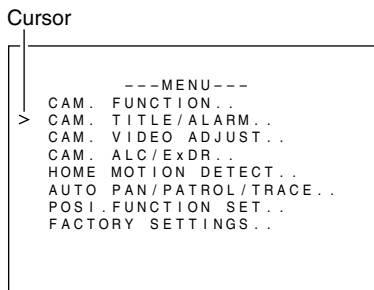 Cursor
---MENU---
CAM. FUNCTION..
> CAM. TITLE/ALARM..
CAM. VIDEO ADJUST..
CAM. ALC/ExDR..
HOME MOTION DETECT..
AUTO PAN/PATROL/TRACE..
POSI.FUNCTION SET..
FACTORY SETTINGS..